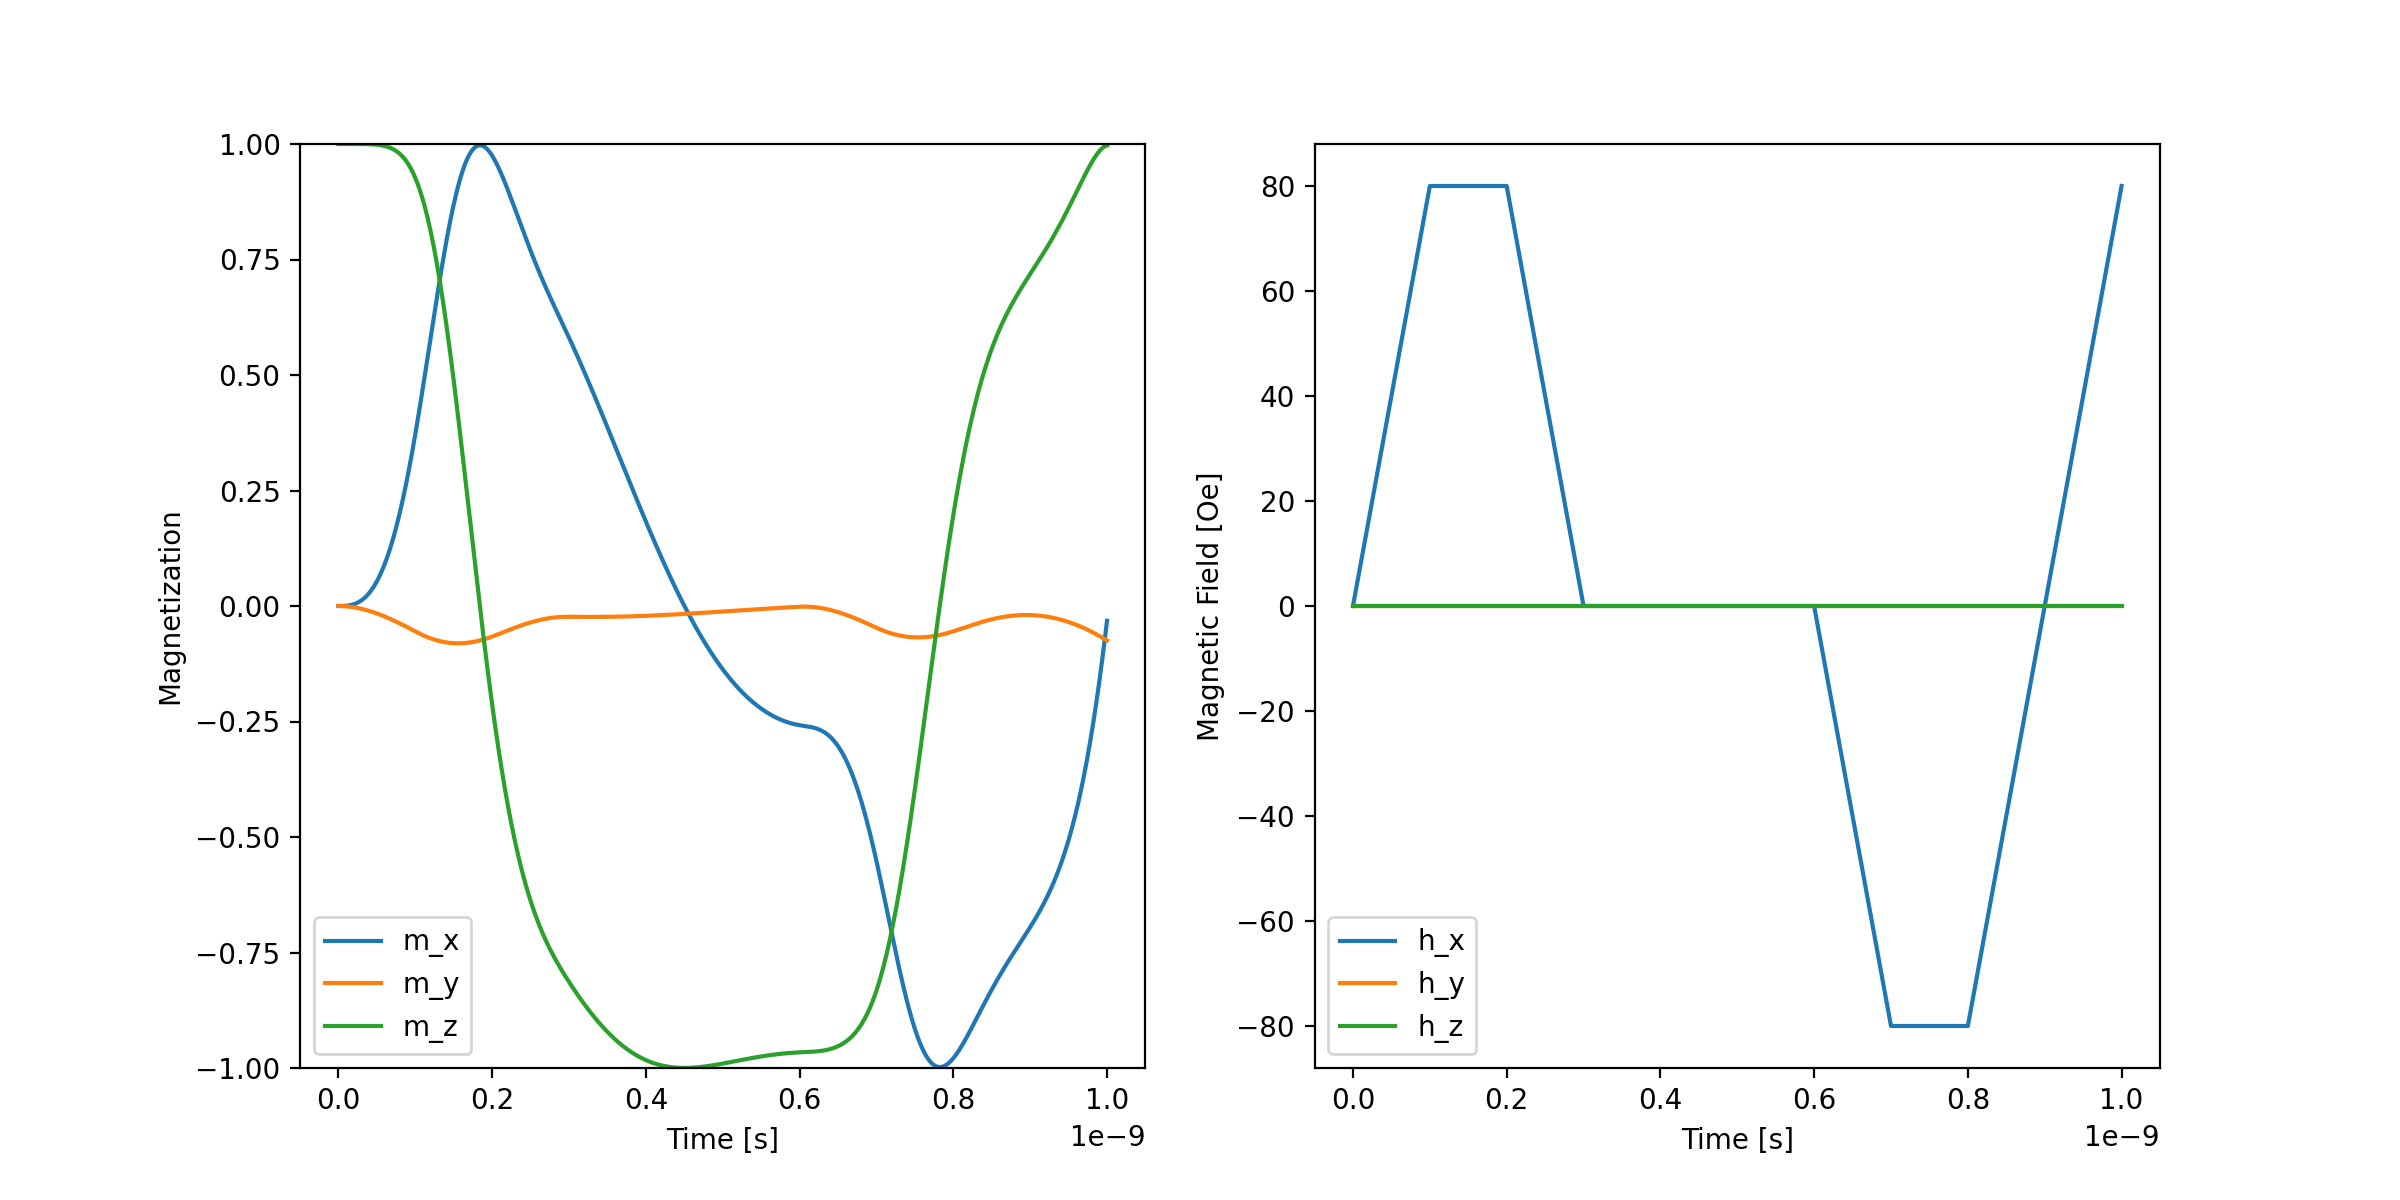 1.00
0.75
0.50
0.25
0.00
−0.25
−0.50
−0.75
−1.00
Magnetization
m_x
m_y
m_z
0.0 0.2 0.4 0.6 0.8 1.0
Time [s]
1e−9
80
60
40
20
0
−20
−40
−60
−80
Magnetic Field [Oe]
h_x
h_y
h_z
0.0 0.2 0.4 0.6 0.8 1.0
Time [s]
1e−9